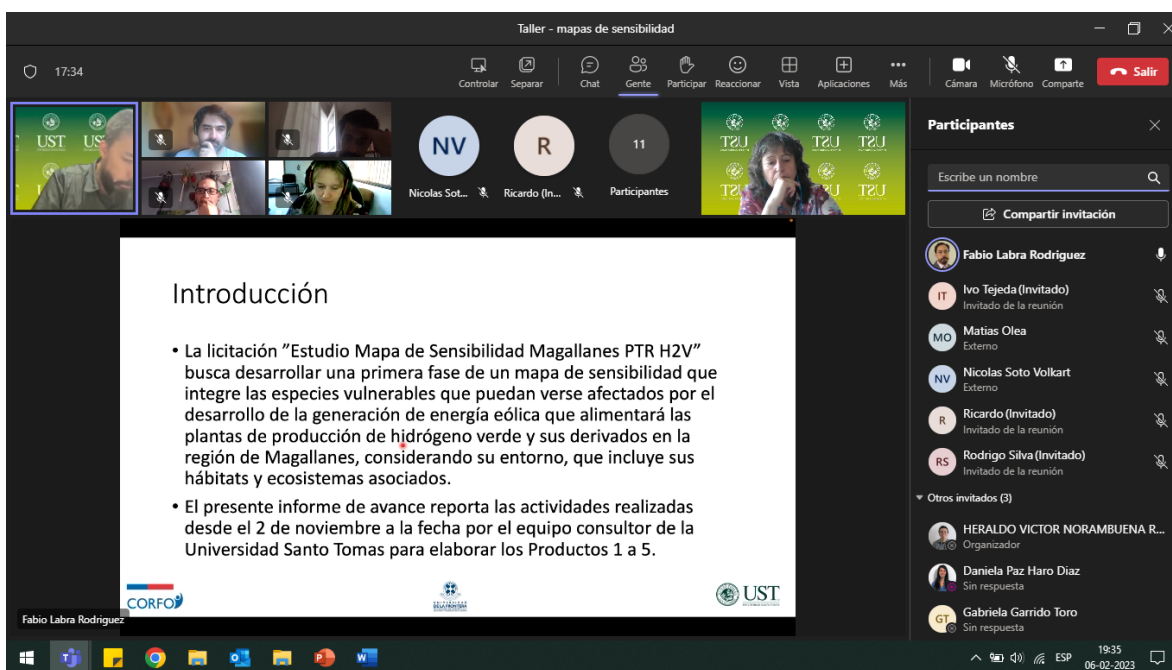 Taller - mapas de sensibilidad
17:34
Controlar
Separar
Chat
Gente
Participar
Reaccionar
Vista
Aplicaciones
Más
Cámara
Micrófono
Comparte
Salir
UST
UST
NV
Nicolas Sot...
R
Ricardo (In...
11
Participantes
Introducción
• La licitación ”Estudio Mapa de Sensibilidad Magallanes PTR H2V”
busca desarrollar una primera fase de un mapa de sensibilidad que
integre las especies vulnerables que puedan verse afectados por el
desarrollo de la generación de energía eólica que alimentará las
plantas de producción de hidrógeno verde y sus derivados en la
región de Magallanes, considerando su entorno, que incluye sus
hábitats y ecosistemas asociados.
• El presente informe de avance reporta las actividades realizadas
desde el 2 de noviembre a la fecha por el equipo consultor de la
Universidad Santo Tomas para elaborar los Productos 1 a 5.
CORFO
UST
Fabio Labra Rodriguez
Participantes
Escribe un nombre
Compartir invitación
Fabio Labra Rodriguez
IT
Ivo Tejeda (Invitado)
Invitado de la reunión
MO
Matias Olea
Externo
NV
Nicolas Soto Volkart
Externo
R
Ricardo (Invitado)
Invitado de la reunión
RS
Rodrigo Silva (Invitado)
Invitado de la reunión
Otros invitados (3)
HERALDO VICTOR NORAMBUENA R...
Organizador
Daniela Paz Haro Diaz
Sin respuesta
GT
Gabriela Garrido Toro
Sin respuesta
ESP
19:35
06-02-2023